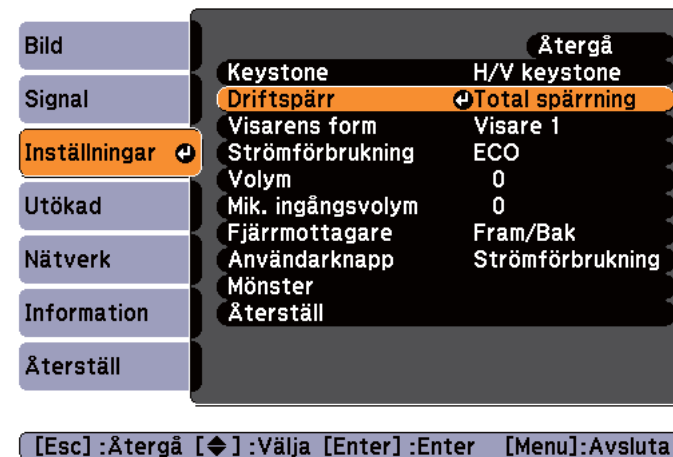 Bild
Signal
Inställningar
Utökad
Nätverk
Information
Återställ
Återgå
Keystone H/V keystone
Driftspärr Total spärrning
Visarens form Visare 1
Strömförbrukning ECO
Volym 0
Mik. ingångsvolym 0
Fjärrmottagare Fram/Bak
Användarknapp Strömförbrukning
Mönster
Återställ
[Esc] :Återgå [◆] :Välja [Enter] :Enter [Menu]:Avsluta